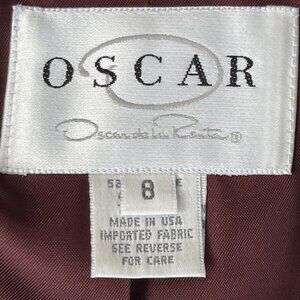 OSCAR
Oscar de la Renta®
8
MADE IN USA
IMPORTED FABRIC
SEE REVERSE
FOR CARE